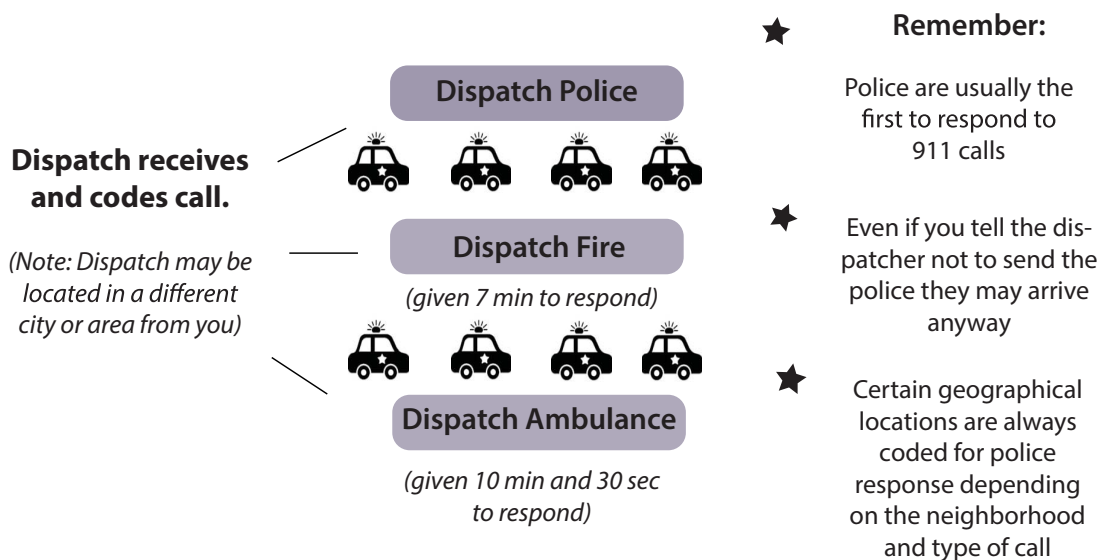 Dispatch receives
and codes call.
(Note: Dispatch may be
located in a different
city or area from you)
Dispatch Police
Dispatch Fire
(given 7 min to respond)
Dispatch Ambulance
(given 10 min and 30 sec
to respond)
Remember:
Police are usually the
first to respond to
911 calls
Even if you tell the dis-
patcher not to send the
police they may arrive
anyway
Certain geographical
locations are always
coded for police
response depending
on the neighborhood
and type of call